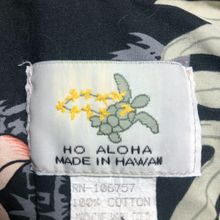 HO ALOHA
MADE IN HAWAII
RN-106757
100% COTTON